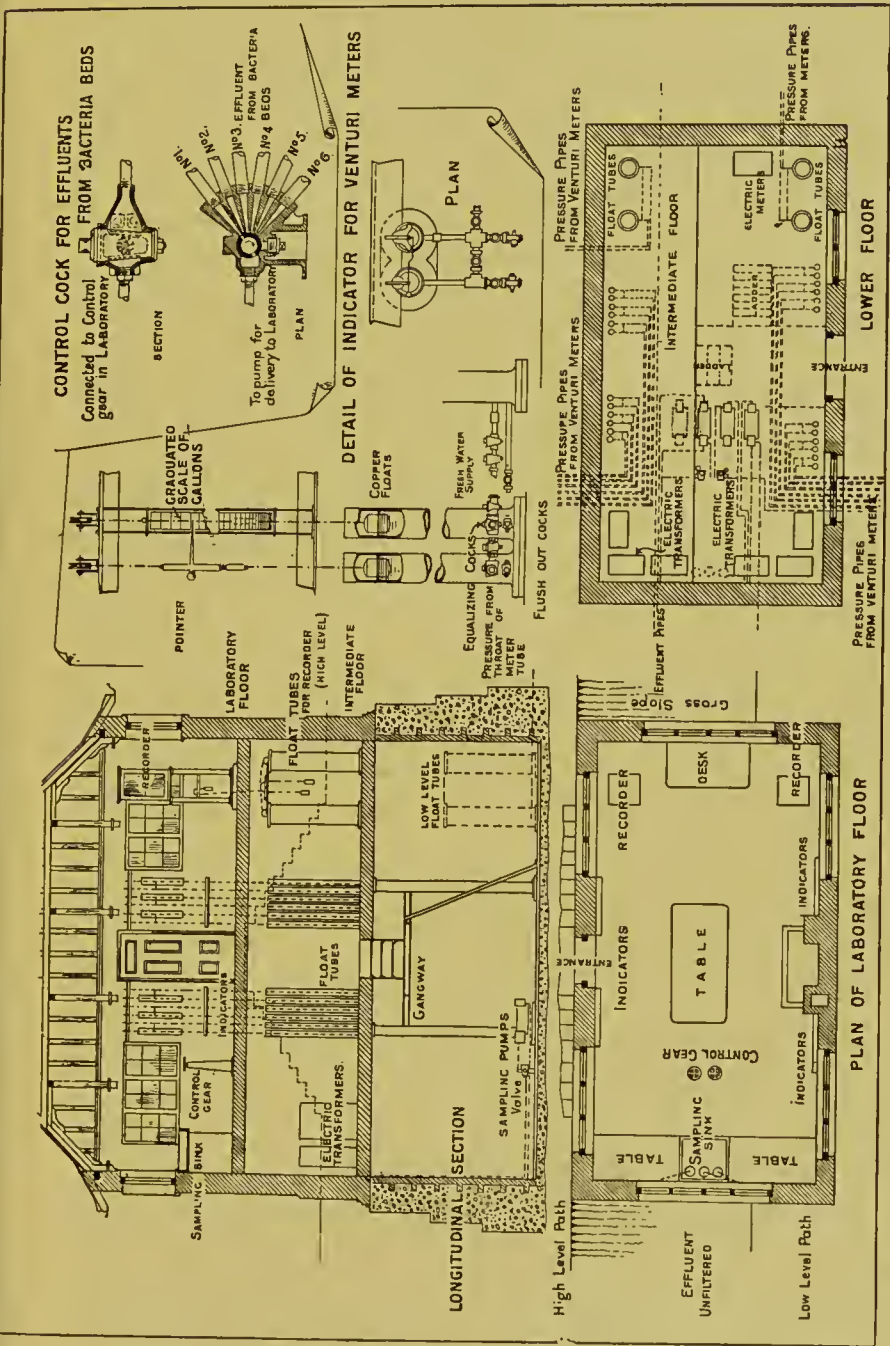 CONTROL COCK FOR EFFLUENTS
FROM BACTERIA BEDS
Connected to Control
gear in LABORATORY
SECTION
No 1.
No 2.
No 3. EFFLUENT
FROM BACTERIA
No 4 BEDS
No 5.
No 6.
To pump for
delivery to LABORATORY
PLAN
DETAIL OF INDICATOR FOR VENTURI METERS
GRADUATED
SCALE OF
GALLONS
POINTER
COPPER
FLOATS
FRESH WATER
SUPPLY
EQUALIZING COCKS
PRESSURE FROM
THROAT OF
METER
TUBE
FLUSH OUT COCKS
PLAN
RECORDER
LABORATORY
FLOOR
FLOAT TUBES
FOR RECORDER
(HIGH LEVEL)
INTERMEDIATE
FLOOR
SAMPLING SINK
CONTROL
GEAR
INDICATORS
FLOAT
TUBES
ELECTRIC
TRANSFORMERS.
GANGWAY
LOW LEVEL
FLOAT TUBES
SAMPLING PUMPS
Valve
LONGITUDINAL SECTION
PRESSURE PIPES
FROM VENTURI METERS
PRESSURE PIPES
FROM VENTURI METERS
FLOAT TUBES
INTERMEDIATE FLOOR
LADDER
LADDER
ELECTRIC
METERS
FLOAT TUBES
PRESSURE PIPES
FROM METERS.
ELECTRIC
TRANSFORMERS
ELECTRIC
TRANSFORMERS
EFFLUENT PIPES
ENTRANCE
PRESSURE PIPES
FROM VENTURI METERS
LOWER FLOOR
High Level Path
EFFLUENT
UNFILTERED
Low Level Path
TABLE
SAMPLING
SINK
TABLE
CONTROL GEAR
TABLE
ENTRANCE
INDICATORS
INDICATORS
INDICATORS
RECORDER
RECORDER
DESK
Slope
PLAN OF LABORATORY FLOOR